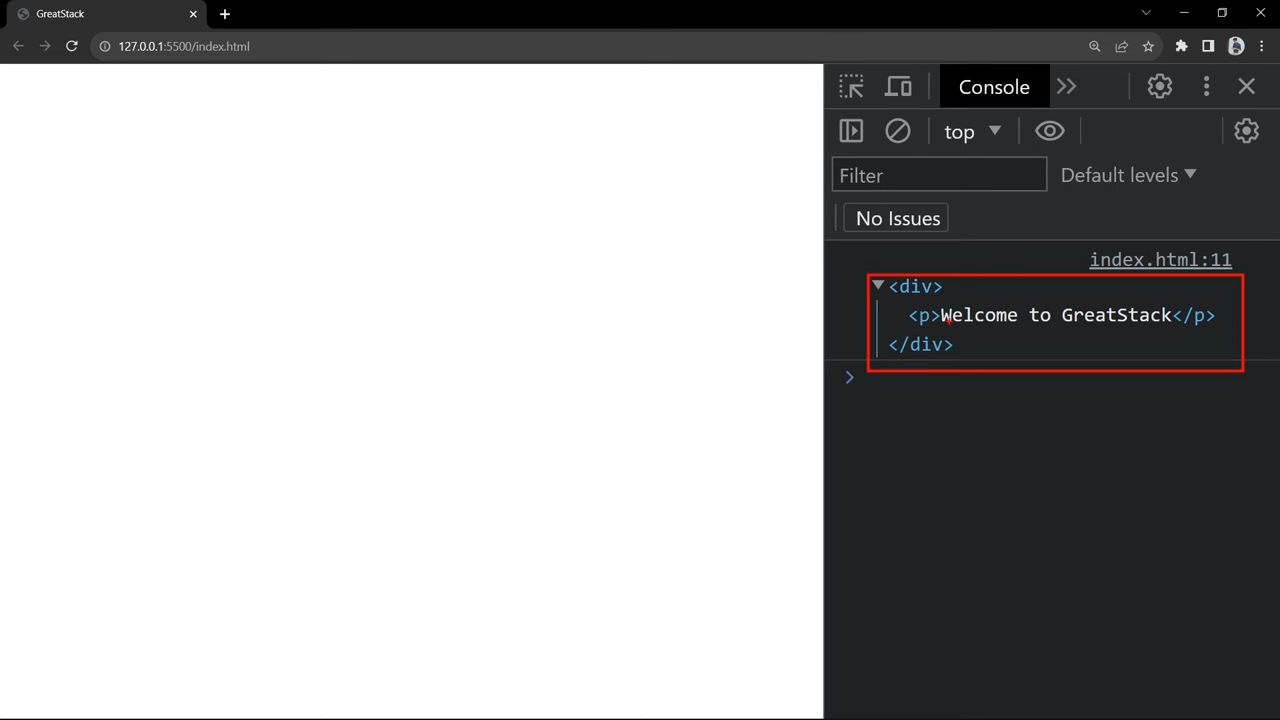 GreatStack
127.0.0.1:5500/index.html
Console
top
Filter
Default levels
No Issues
index.html:11
<div>
<p>Welcome to GreatStack</p>
</div>